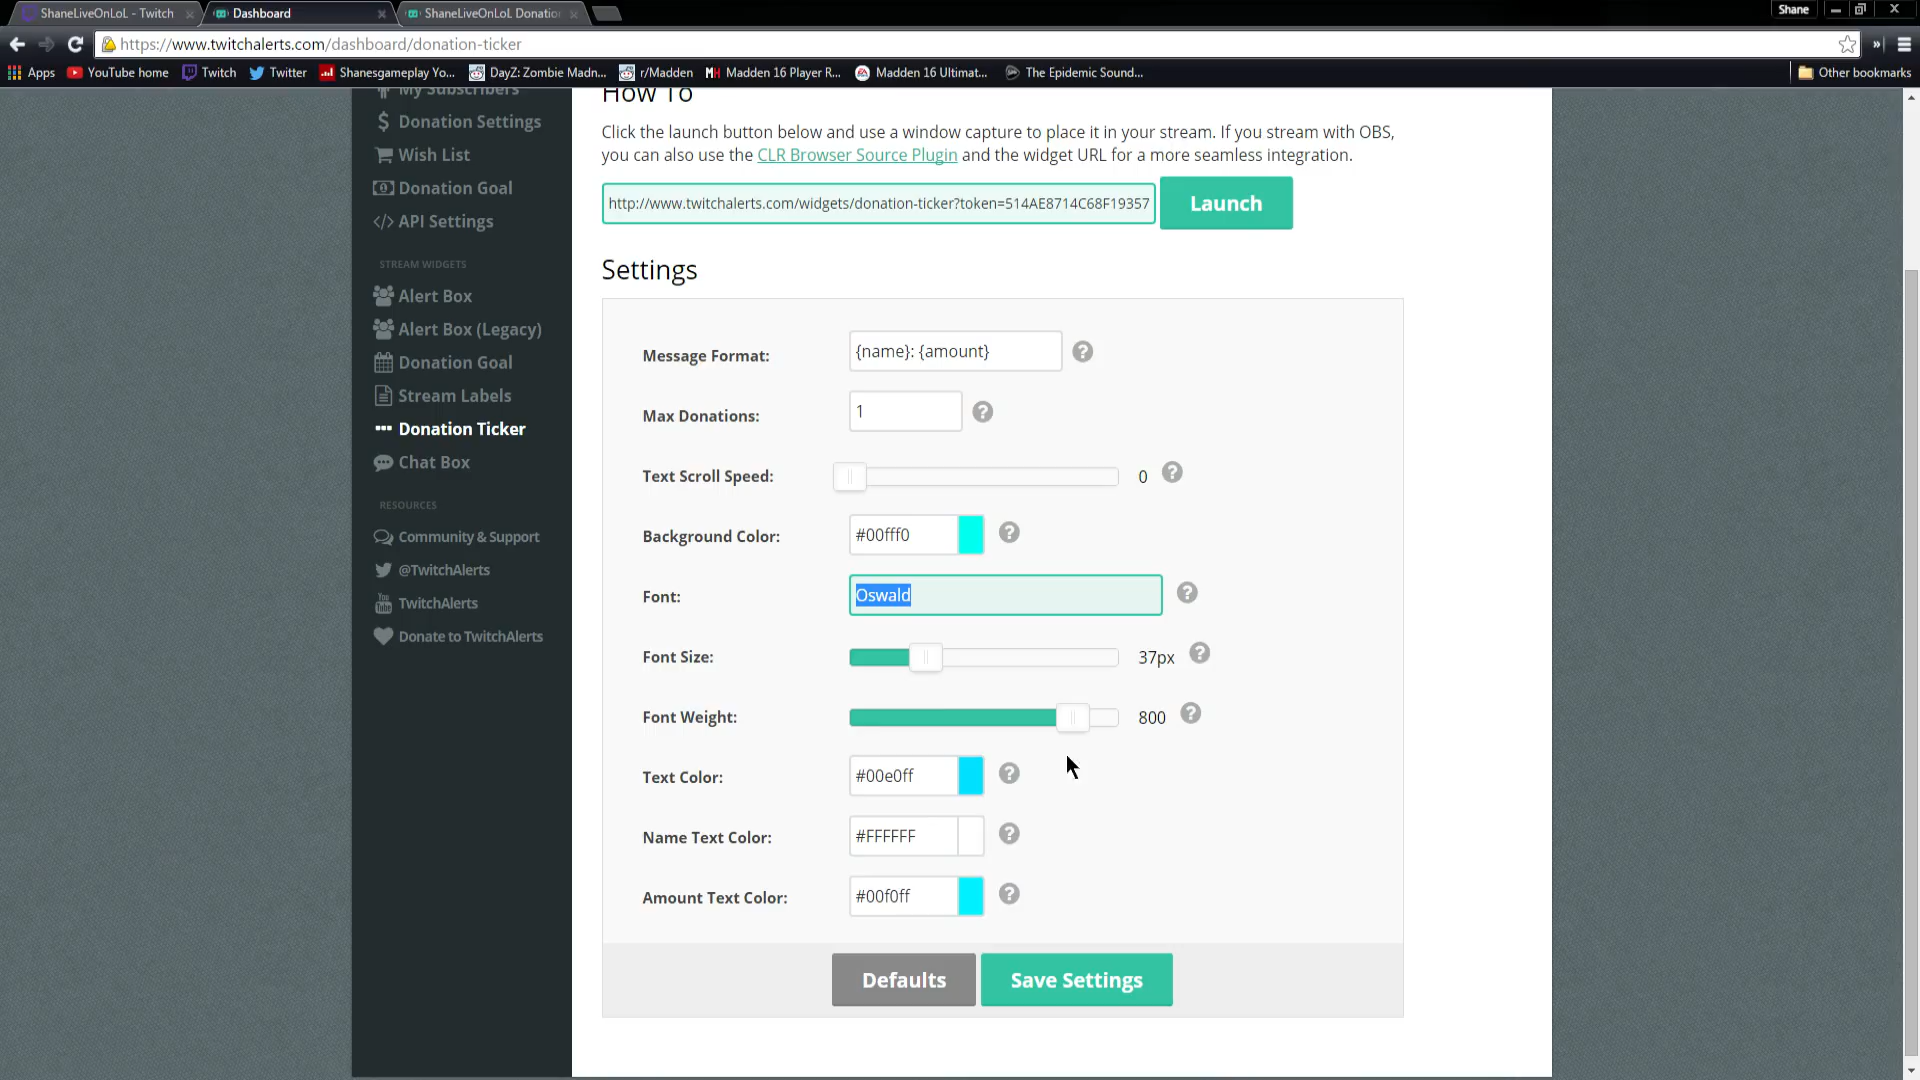 ShaneLiveOnLoL - Twitch
Dashboard
ShaneLiveOnLoL Donatio
Shane
https://www.twitchalerts.com/dashboard/donation-ticker
Apps
YouTube home
Twitch
Twitter
Shanesgameplay Yo...
DayZ: Zombie Madn...
r/Madden
Madden 16 Player R...
Madden 16 Ultimat...
The Epidemic Sound...
»
Other bookmarks
My Subscribers
Donation Settings
Wish List
Donation Goal
API Settings
STREAM WIDGETS
Alert Box
Alert Box (Legacy)
Donation Goal
Stream Labels
Donation Ticker
Chat Box
RESOURCES
Community & Support
@TwitchAlerts
TwitchAlerts
Donate to TwitchAlerts
How To
Click the launch button below and use a window capture to place it in your stream. If you stream with OBS,
you can also use the CLR Browser Source Plugin and the widget URL for a more seamless integration.
http://www.twitchalerts.com/widgets/donation-ticker?token=514AE8714C68F19357
Launch
Settings
Message Format: {name}: {amount} ?
Max Donations: 1 ?
Text Scroll Speed: 0 ?
Background Color: #00fff0 ?
Font: Oswald ?
Font Size: 37px ?
Font Weight: 800 ?
Text Color: #00e0ff ?
Name Text Color: #FFFFFF ?
Amount Text Color: #00f0ff ?
Defaults
Save Settings